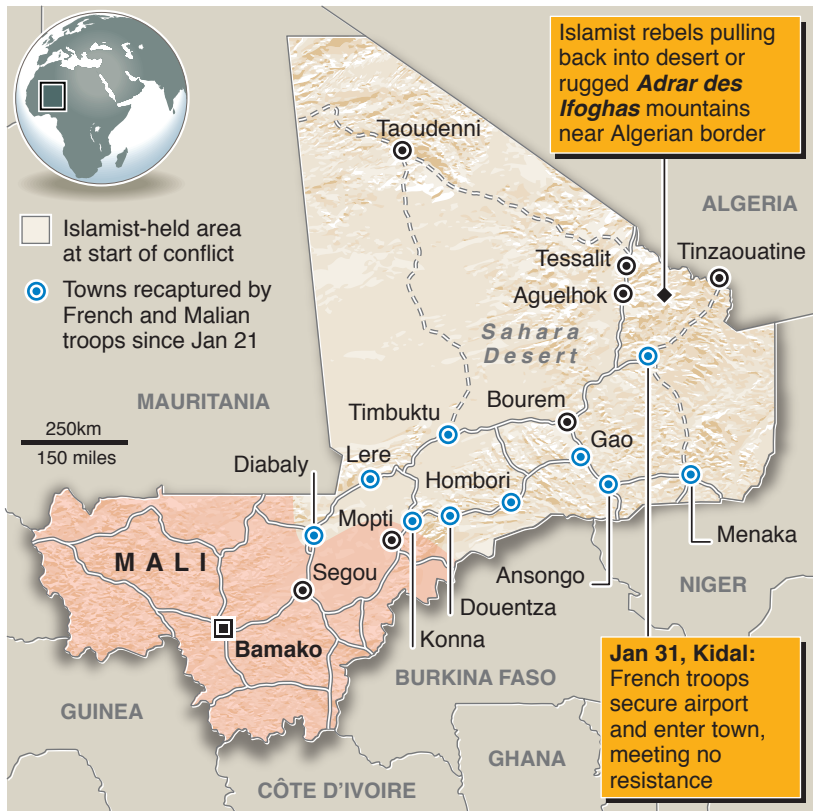 Islamist rebels pulling
back into desert or
rugged Adrar des
Ifoghas mountains
near Algerian border
Taoudenni
ALGERIA
Islamist-held area
at start of conflict
Towns recaptured by
French and Malian
troops since Jan 21
Tessalit
Tinzaouatine
Aguelhok
Sahara
Desert
MAURITANIA
Timbuktu
Bourem
250km
150 miles
Diabaly
Lere
Gao
Hombori
Mopti
MALI
Menaka
Segou
Ansongo
NIGER
Douentza
Bamako
Konna
BURKINA FASO
Jan 31, Kidal:
French troops
secure airport
and enter town,
meeting no
resistance
GUINEA
GHANA
CÔTE D'IVOIRE